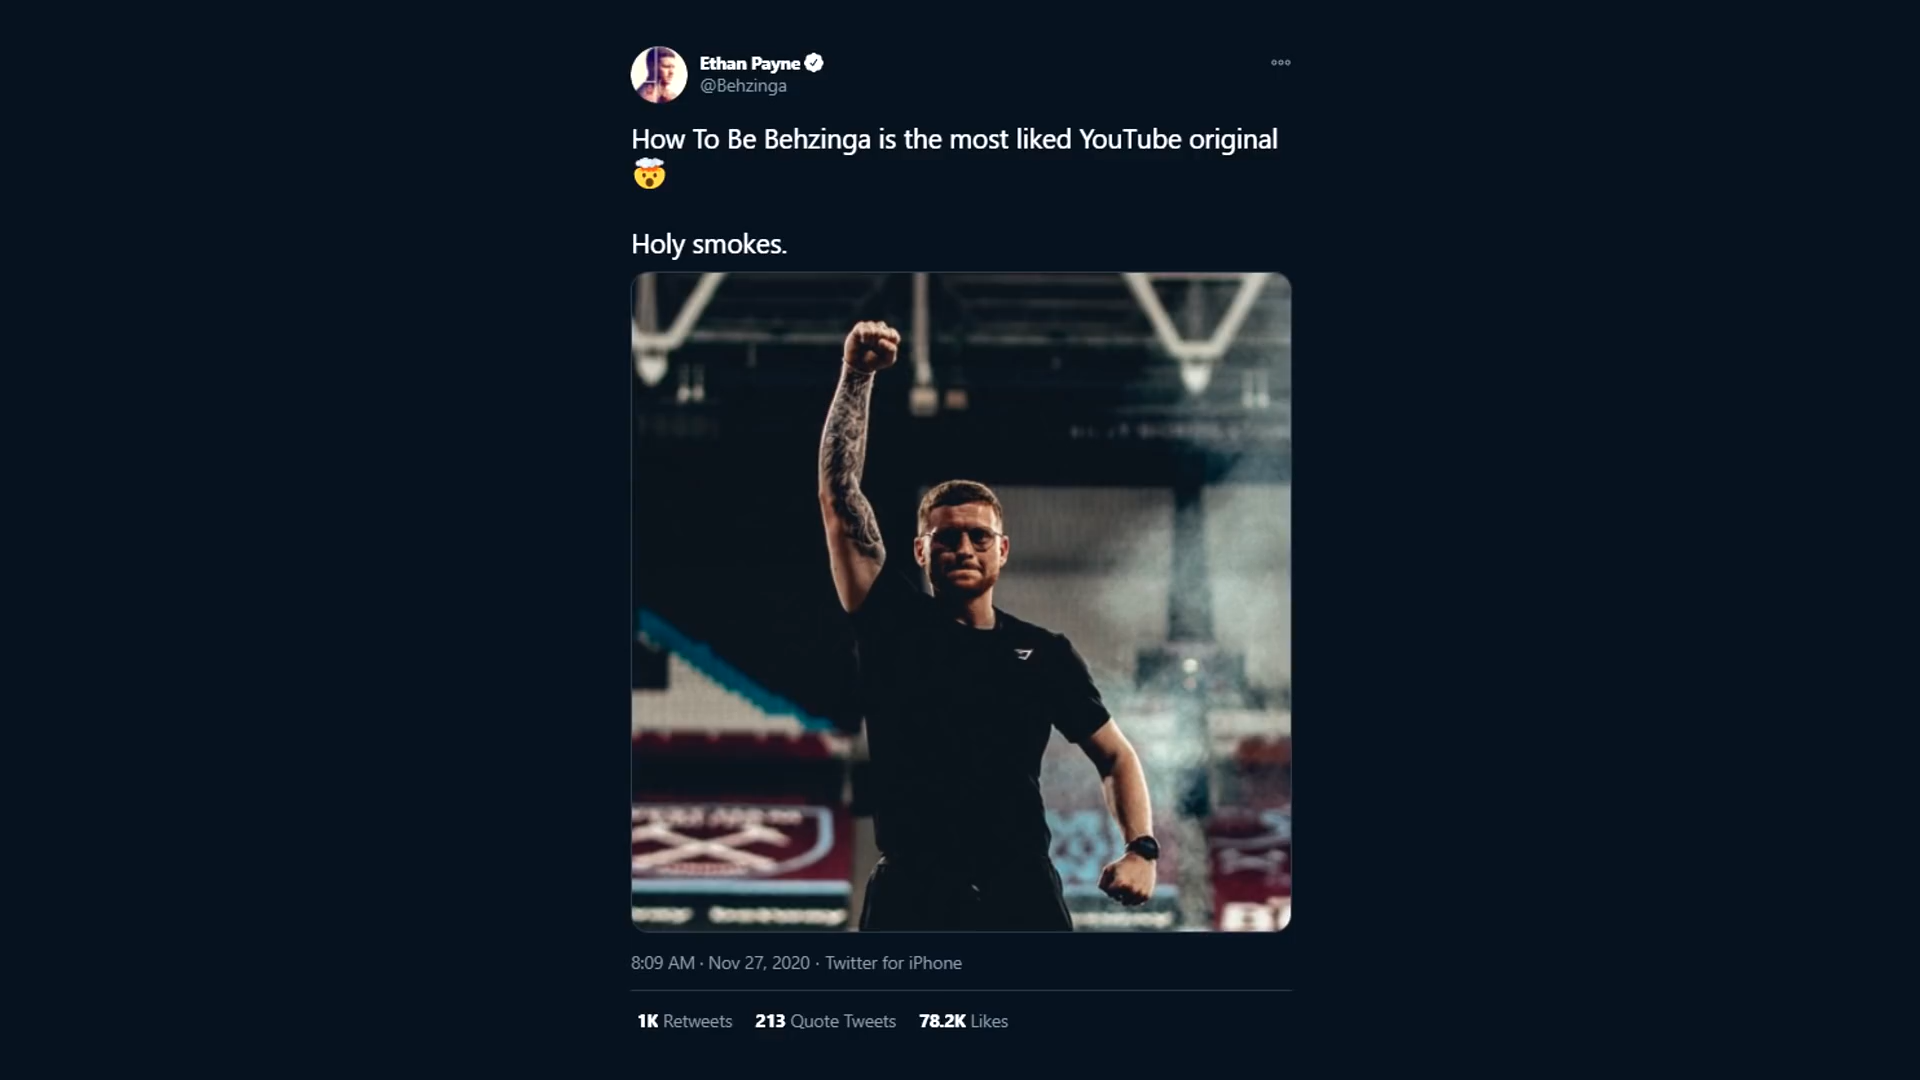 Ethan Payne
@Behzinga
How To Be Behzinga is the most liked YouTube original
🤯
Holy smokes.
8:09 AM · Nov 27, 2020 · Twitter for iPhone
1K Retweets 213 Quote Tweets 78.2K Likes